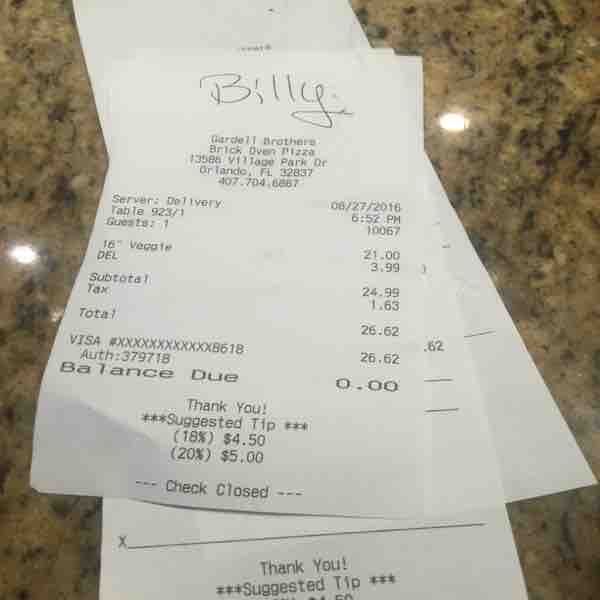 Billy
Gardell Brothers
Brick Oven Pizza
13586 Village Park Dr
Orlando, FL 32837
407.704.6887
Server: Delivery 08/27/2016
Table 923/1 6:52 PM
Guests: 1 10067
16" Veggie 21.00
DEL 3.99
Subtotal 24.99
Tax 1.63
Total 26.62
VISA #XXXXXXXXXXXX8618 26.62
Auth:379718
Balance Due 0.00
Thank You!
***Suggested Tip ***
(18%) $4.50
(20%) $5.00
--- Check Closed ---
.62
X
Thank You!
***Suggested Tip ***